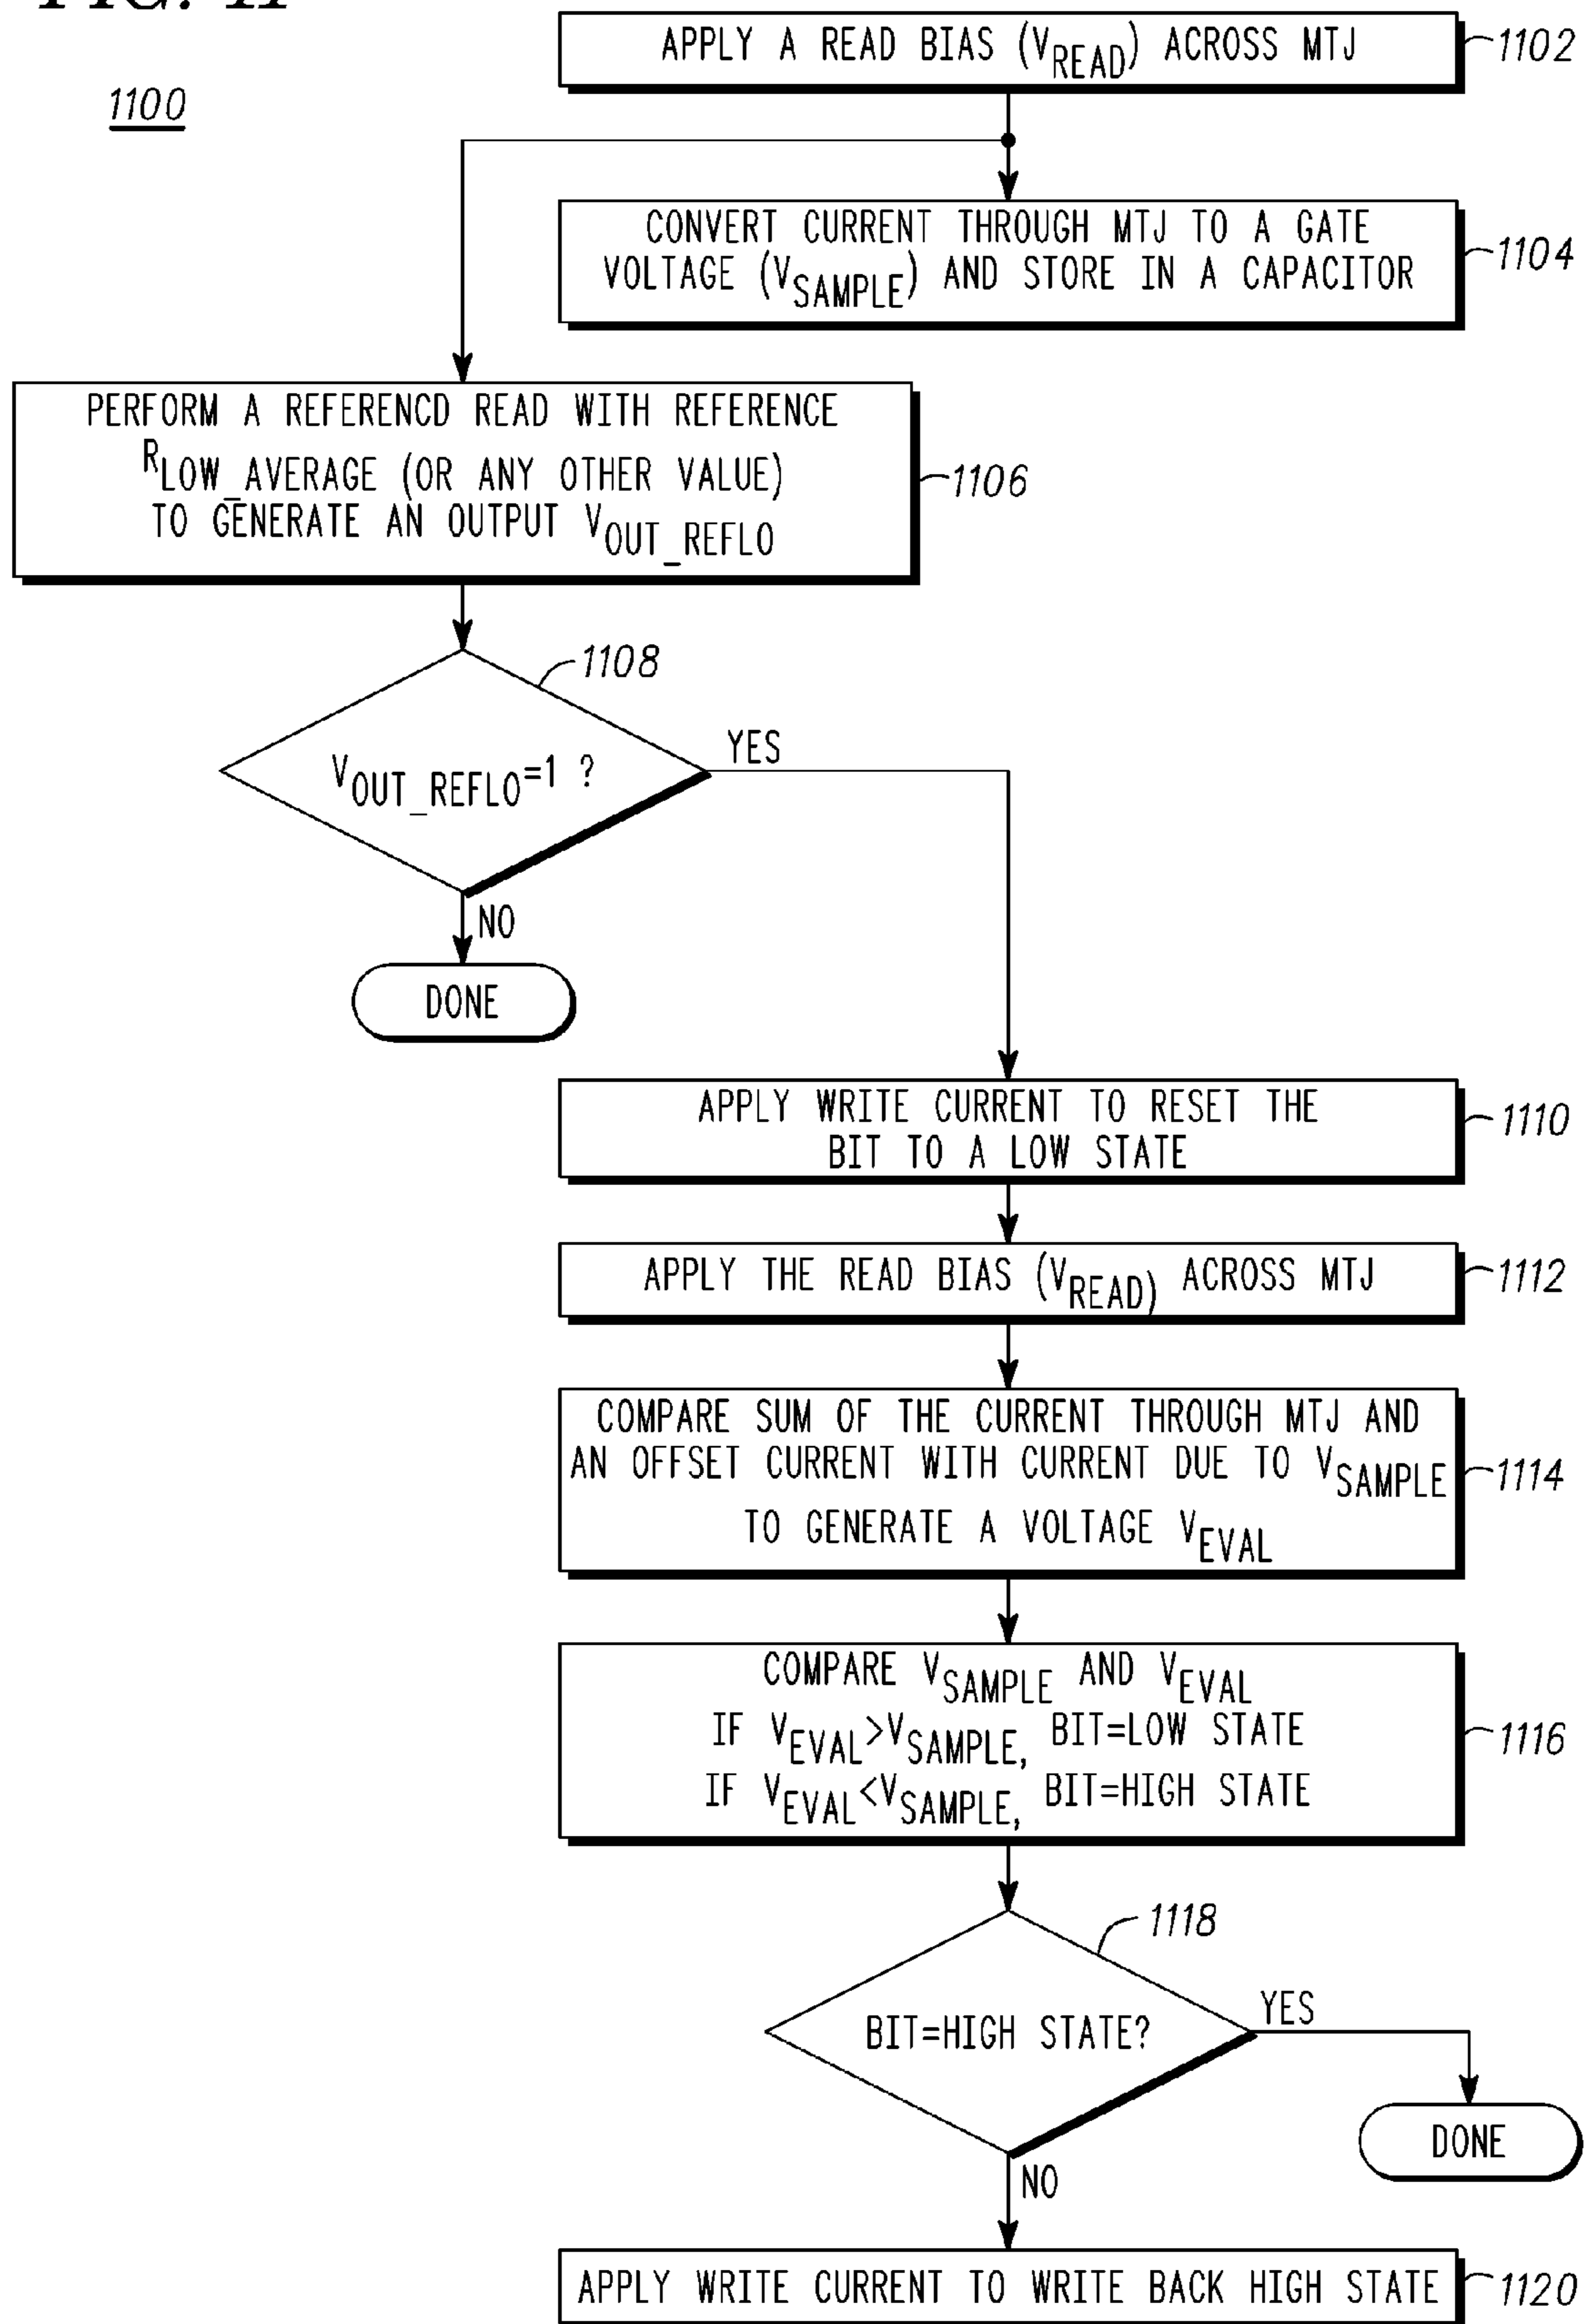 FIG. 11
1100
APPLY A READ BIAS (VREAD) ACROSS MTJ
1102
CONVERT CURRENT THROUGH MTJ TO A GATE
VOLTAGE (VSAMPLE) AND STORE IN A CAPACITOR
1104
PERFORM A REFERENCD READ WITH REFERENCE
RLOW_AVERAGE (OR ANY OTHER VALUE)
TO GENERATE AN OUTPUT VOUT_REFLO
1106
1108
VOUT_REFLO=1 ?
YES
NO
DONE
APPLY WRITE CURRENT TO RESET THE
BIT TO A LOW STATE
1110
APPLY THE READ BIAS (VREAD) ACROSS MTJ
1112
COMPARE SUM OF THE CURRENT THROUGH MTJ AND
AN OFFSET CURRENT WITH CURRENT DUE TO VSAMPLE
TO GENERATE A VOLTAGE VEVAL
1114
COMPARE VSAMPLE AND VEVAL
IF VEVAL>VSAMPLE, BIT=LOW STATE
IF VEVAL<VSAMPLE, BIT=HIGH STATE
1116
1118
BIT=HIGH STATE?
YES
DONE
NO
APPLY WRITE CURRENT TO WRITE BACK HIGH STATE
1120